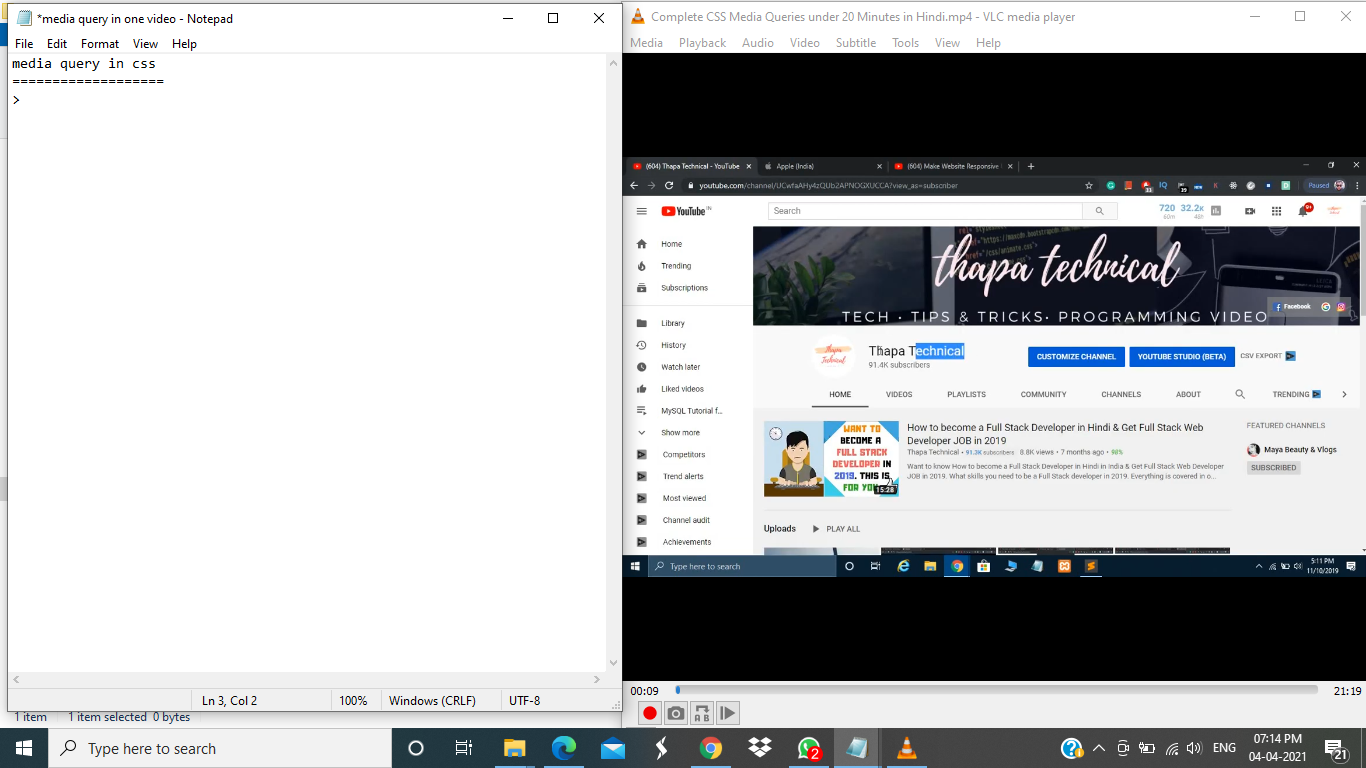 *media query in one video - Notepad
File Edit Format View Help
media query in css
===================
>
Ln 3, Col 2 100% Windows (CRLF) UTF-8
1 item 1 item selected 0 bytes
Complete CSS Media Queries under 20 Minutes in Hindi.mp4 - VLC media player
Media Playback Audio Video Subtitle Tools View Help
(604) Thapa Technical - YouTube
Apple (India)
(604) Make Website Responsive
youtube.com/channel/UCwfaAHy4zQUb2APNOGXUCCA?view_as=subscriber
Paused
YouTube IN
Search
720 32.2K
60m 48h
9+
Home
Trending
Subscriptions
Library
History
Watch later
Liked videos
MySQL Tutorial f...
Show more
Competitors
Trend alerts
Most viewed
Channel audit
Achievements
thapa technical
TECH • TIPS & TRICKS• PROGRAMMING VIDEO
Facebook
Thapa Technical
Thapa Technical
91.4K subscribers
CUSTOMIZE CHANNEL
YOUTUBE STUDIO (BETA)
CSV EXPORT
HOME VIDEOS PLAYLISTS COMMUNITY CHANNELS ABOUT TRENDING
WANT TO
BECOME A
FULL STACK
DEVELOPER IN
2019. THIS IS
FOR YOU
15:28
How to become a Full Stack Developer in Hindi & Get Full Stack Web
Developer JOB in 2019
Thapa Technical • 91.3K subscribers 8.8K views • 7 months ago • 98%
Want to know How to become a Full Stack Developer in Hindi in India & Get Full Stack Web Developer
JOB in 2019. What skills you need to be a Full Stack developer in 2019. Everything is covered in o...
FEATURED CHANNELS
Maya Beauty & Vlogs
SUBSCRIBED
Uploads PLAY ALL
Type here to search
5:11 PM
11/10/2019
00:09
21:19
Type here to search
2
ENG
07:14 PM
04-04-2021
21